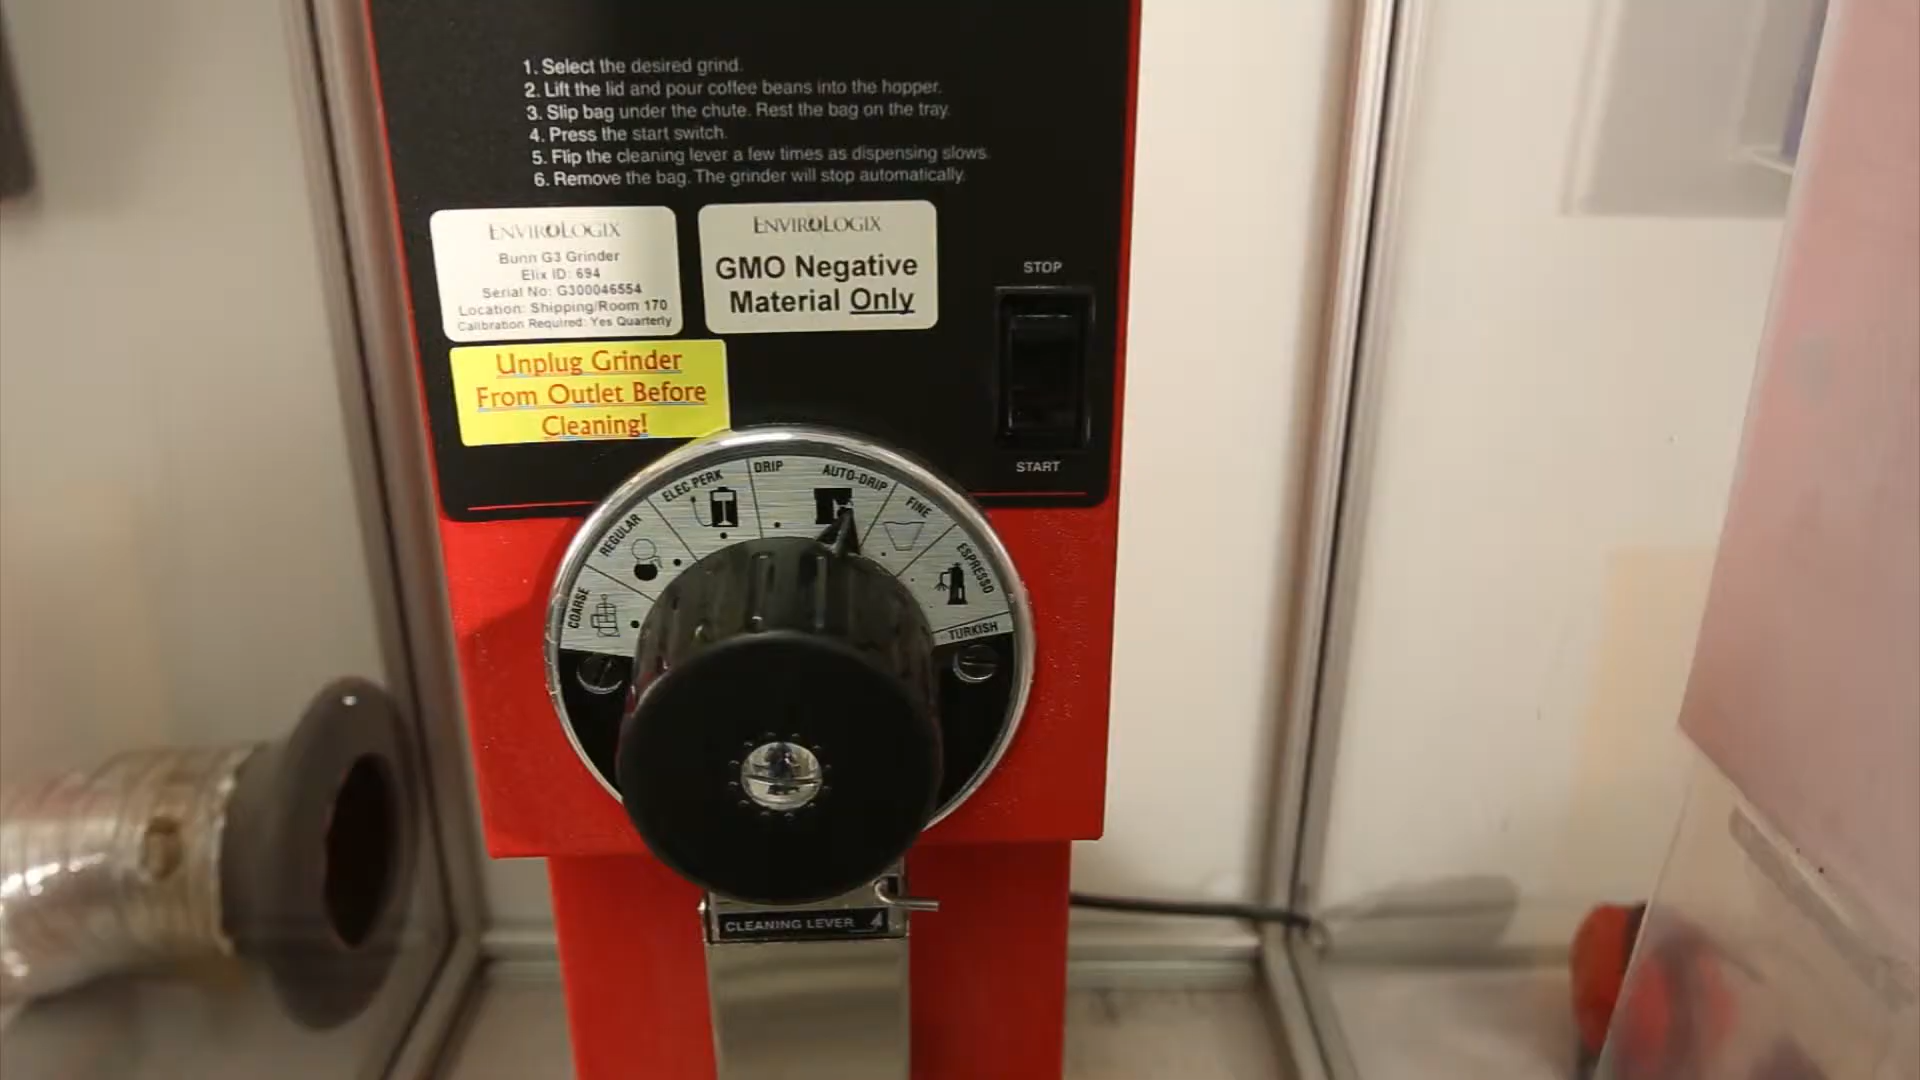 1. Select the desired grind.
2. Lift the lid and pour coffee beans into the hopper.
3. Slip bag under the chute. Rest the bag on the tray.
4. Press the start switch.
5. Flip the cleaning lever a few times as dispensing slows.
6. Remove the bag. The grinder will stop automatically.
ENVIROLOGIX
Bunn G3 Grinder
Elix ID: 694
Serial No: G300046554
Location: Shipping/Room 170
Calibration Required: Yes Quarterly
ENVIROLOGIX
GMO Negative
Material Only
Unplug Grinder
From Outlet Before
Cleaning!
STOP
START
COARSE
REGULAR
ELEC PERK
DRIP
AUTO-DRIP
FINE
ESPRESSO
TURKISH
CLEANING LEVER